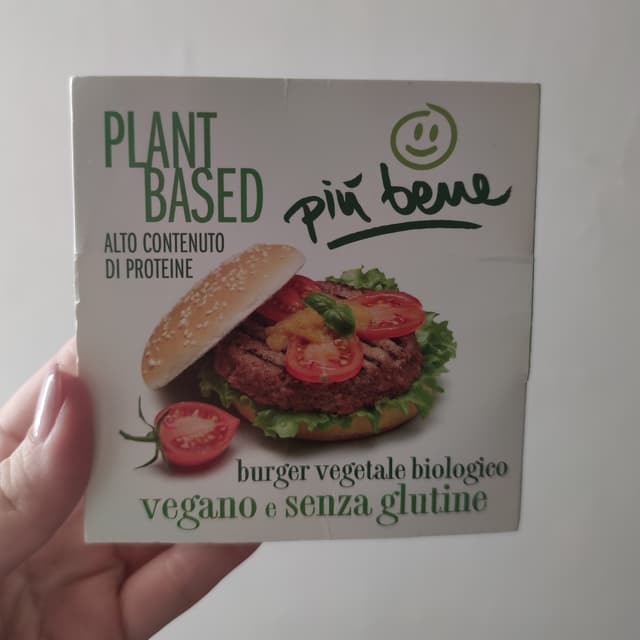 PLANT
BASED
ALTO CONTENUTO
DI PROTEINE
più bene
burger vegetale biologico
vegano e senza glutine